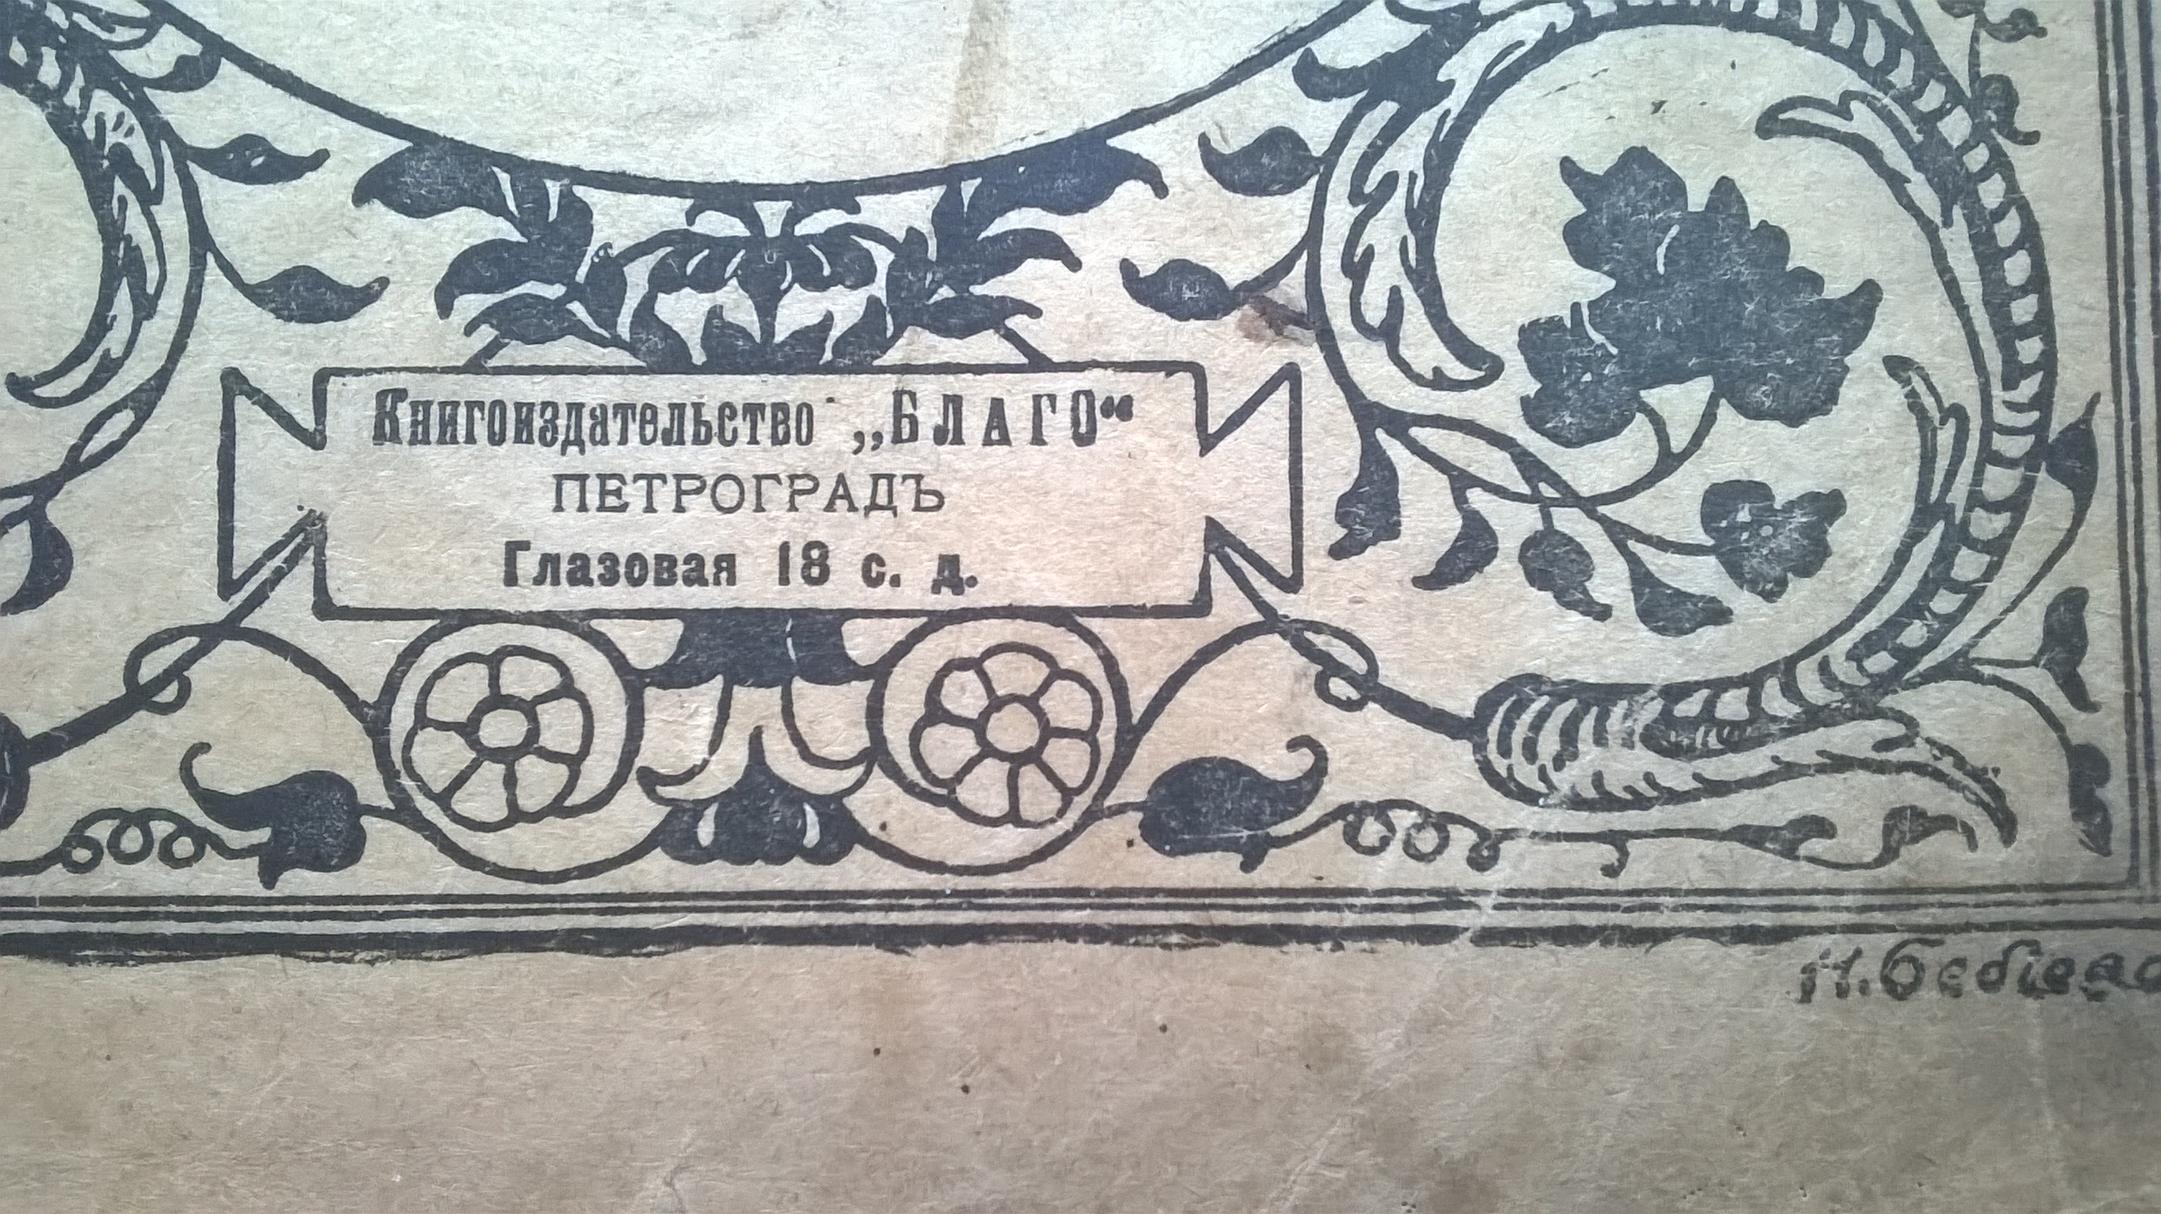 Книгоиздательство „БЛАГО“
ПЕТРОГРАДЪ
Глазовая 18 с. д.